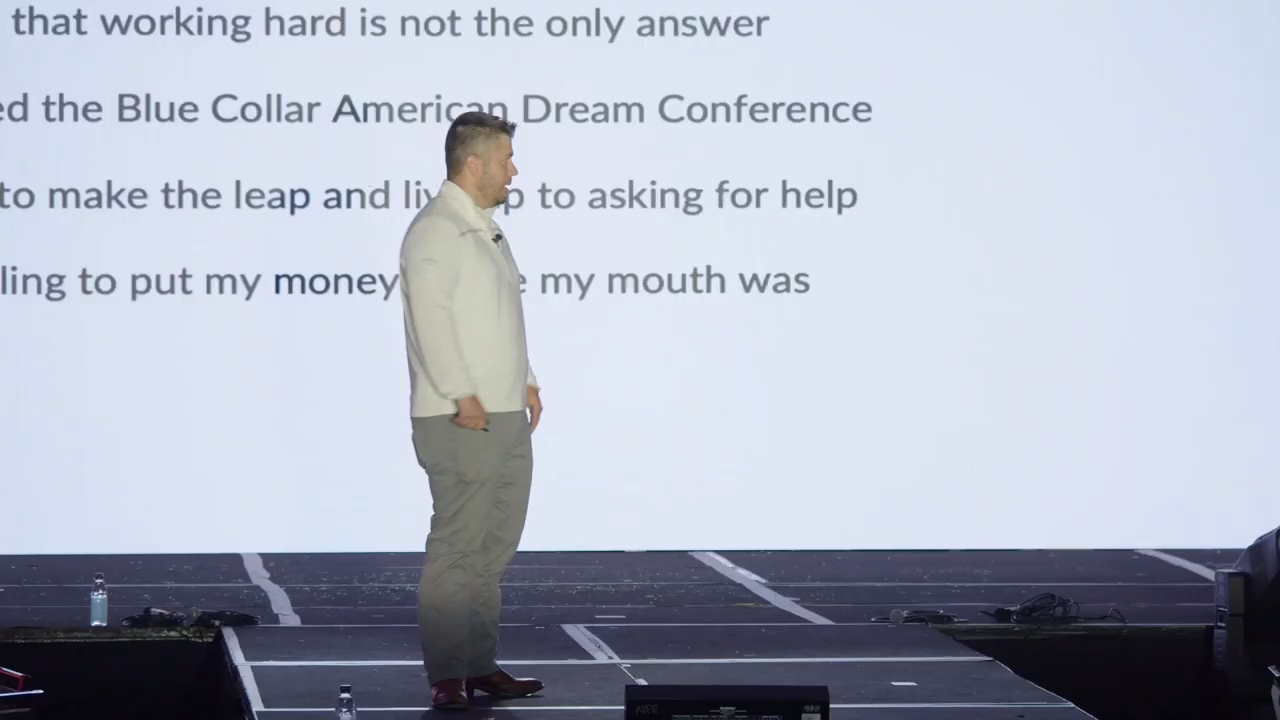 that working hard is not the only answer
ed the Blue Collar American Dream Conference
to make the leap and liv p to asking for help
ling to put my money e my mouth was